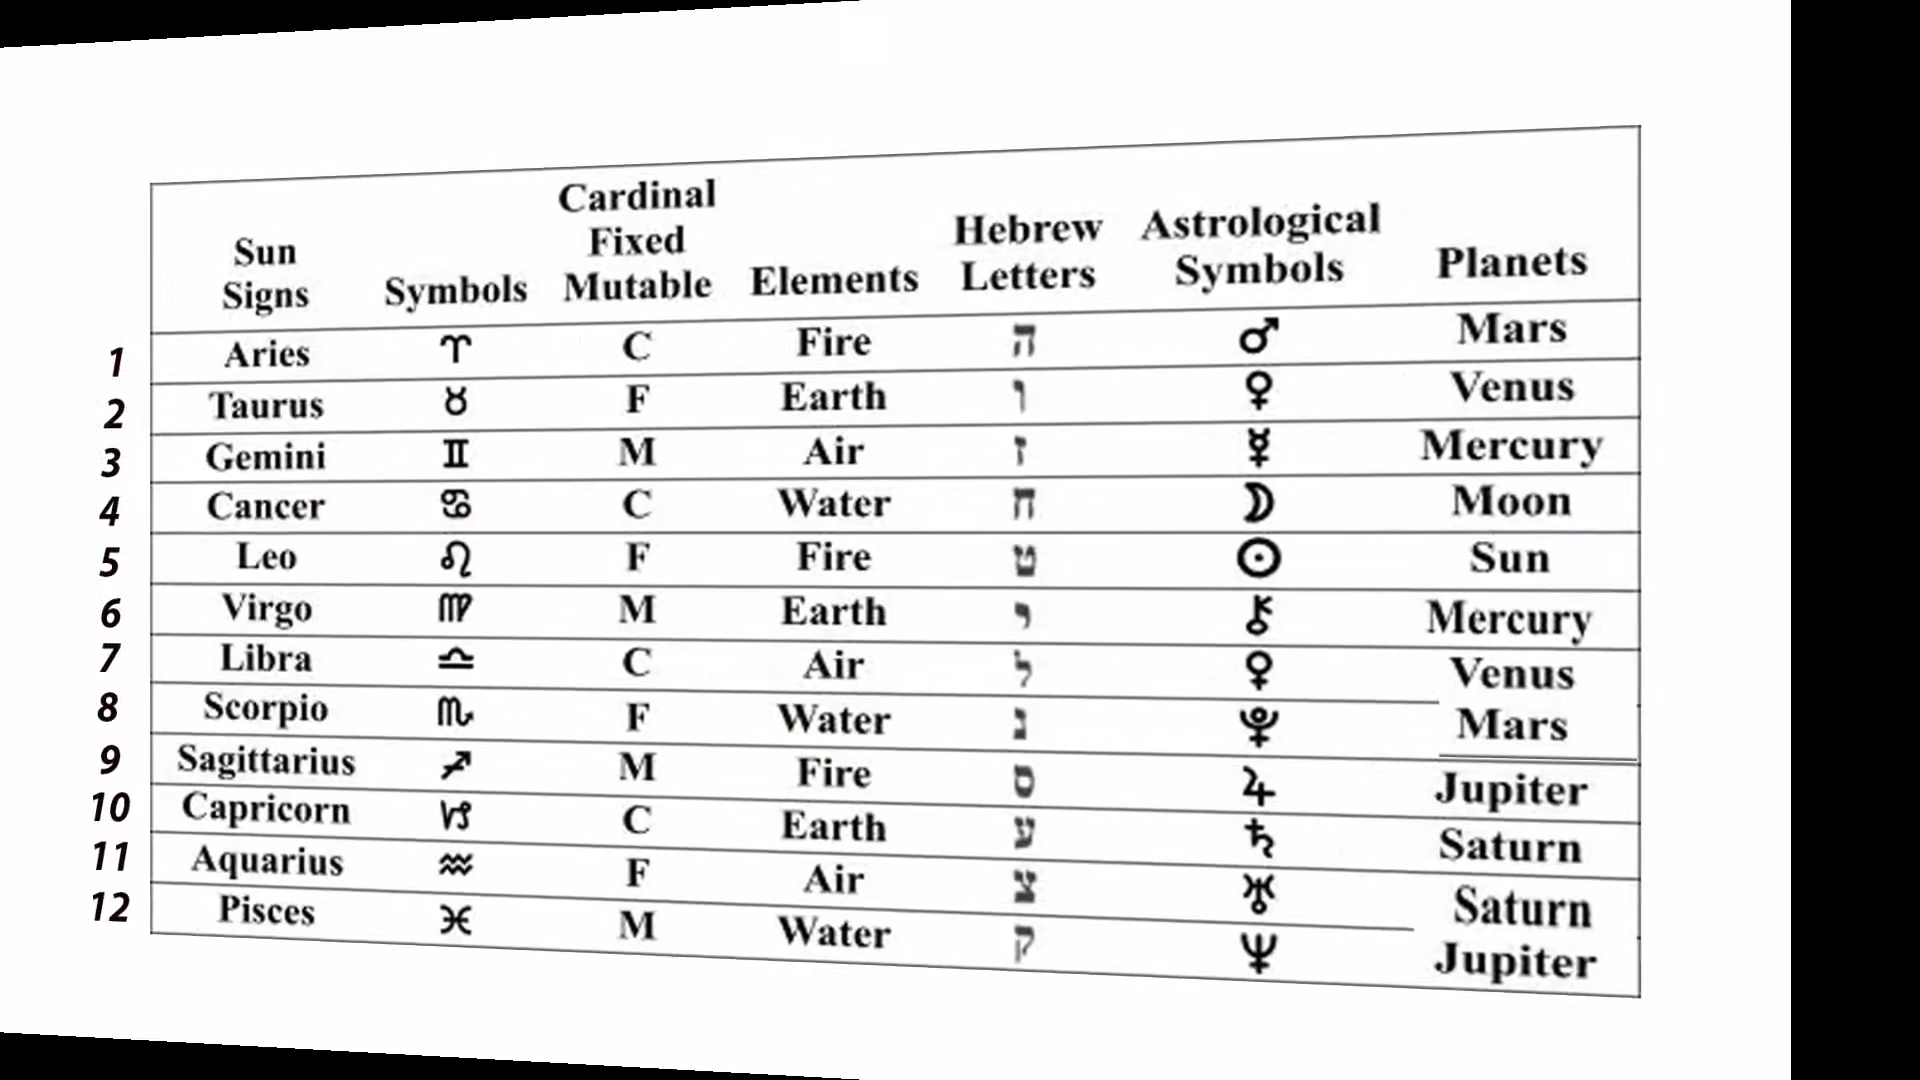 Sun Signs Symbols Cardinal Fixed Mutable Elements Hebrew Letters Astrological Symbols Planets
1 Aries ♈ C Fire ה ♂ Mars
2 Taurus ♉ F Earth ו ♀ Venus
3 Gemini ♊ M Air ז ☿ Mercury
4 Cancer ♋ C Water ח ☽ Moon
5 Leo ♌ F Fire ט ☉ Sun
6 Virgo ♍ M Earth י ⚷ Mercury
7 Libra ♎ C Air ל ♀ Venus
8 Scorpio ♏ F Water נ ♇ Mars
9 Sagittarius ♐ M Fire ס ♃ Jupiter
10 Capricorn ♑ C Earth ע ♄ Saturn
11 Aquarius ♒ F Air צ ♅ Saturn
12 Pisces ♓ M Water ק ♆ Jupiter